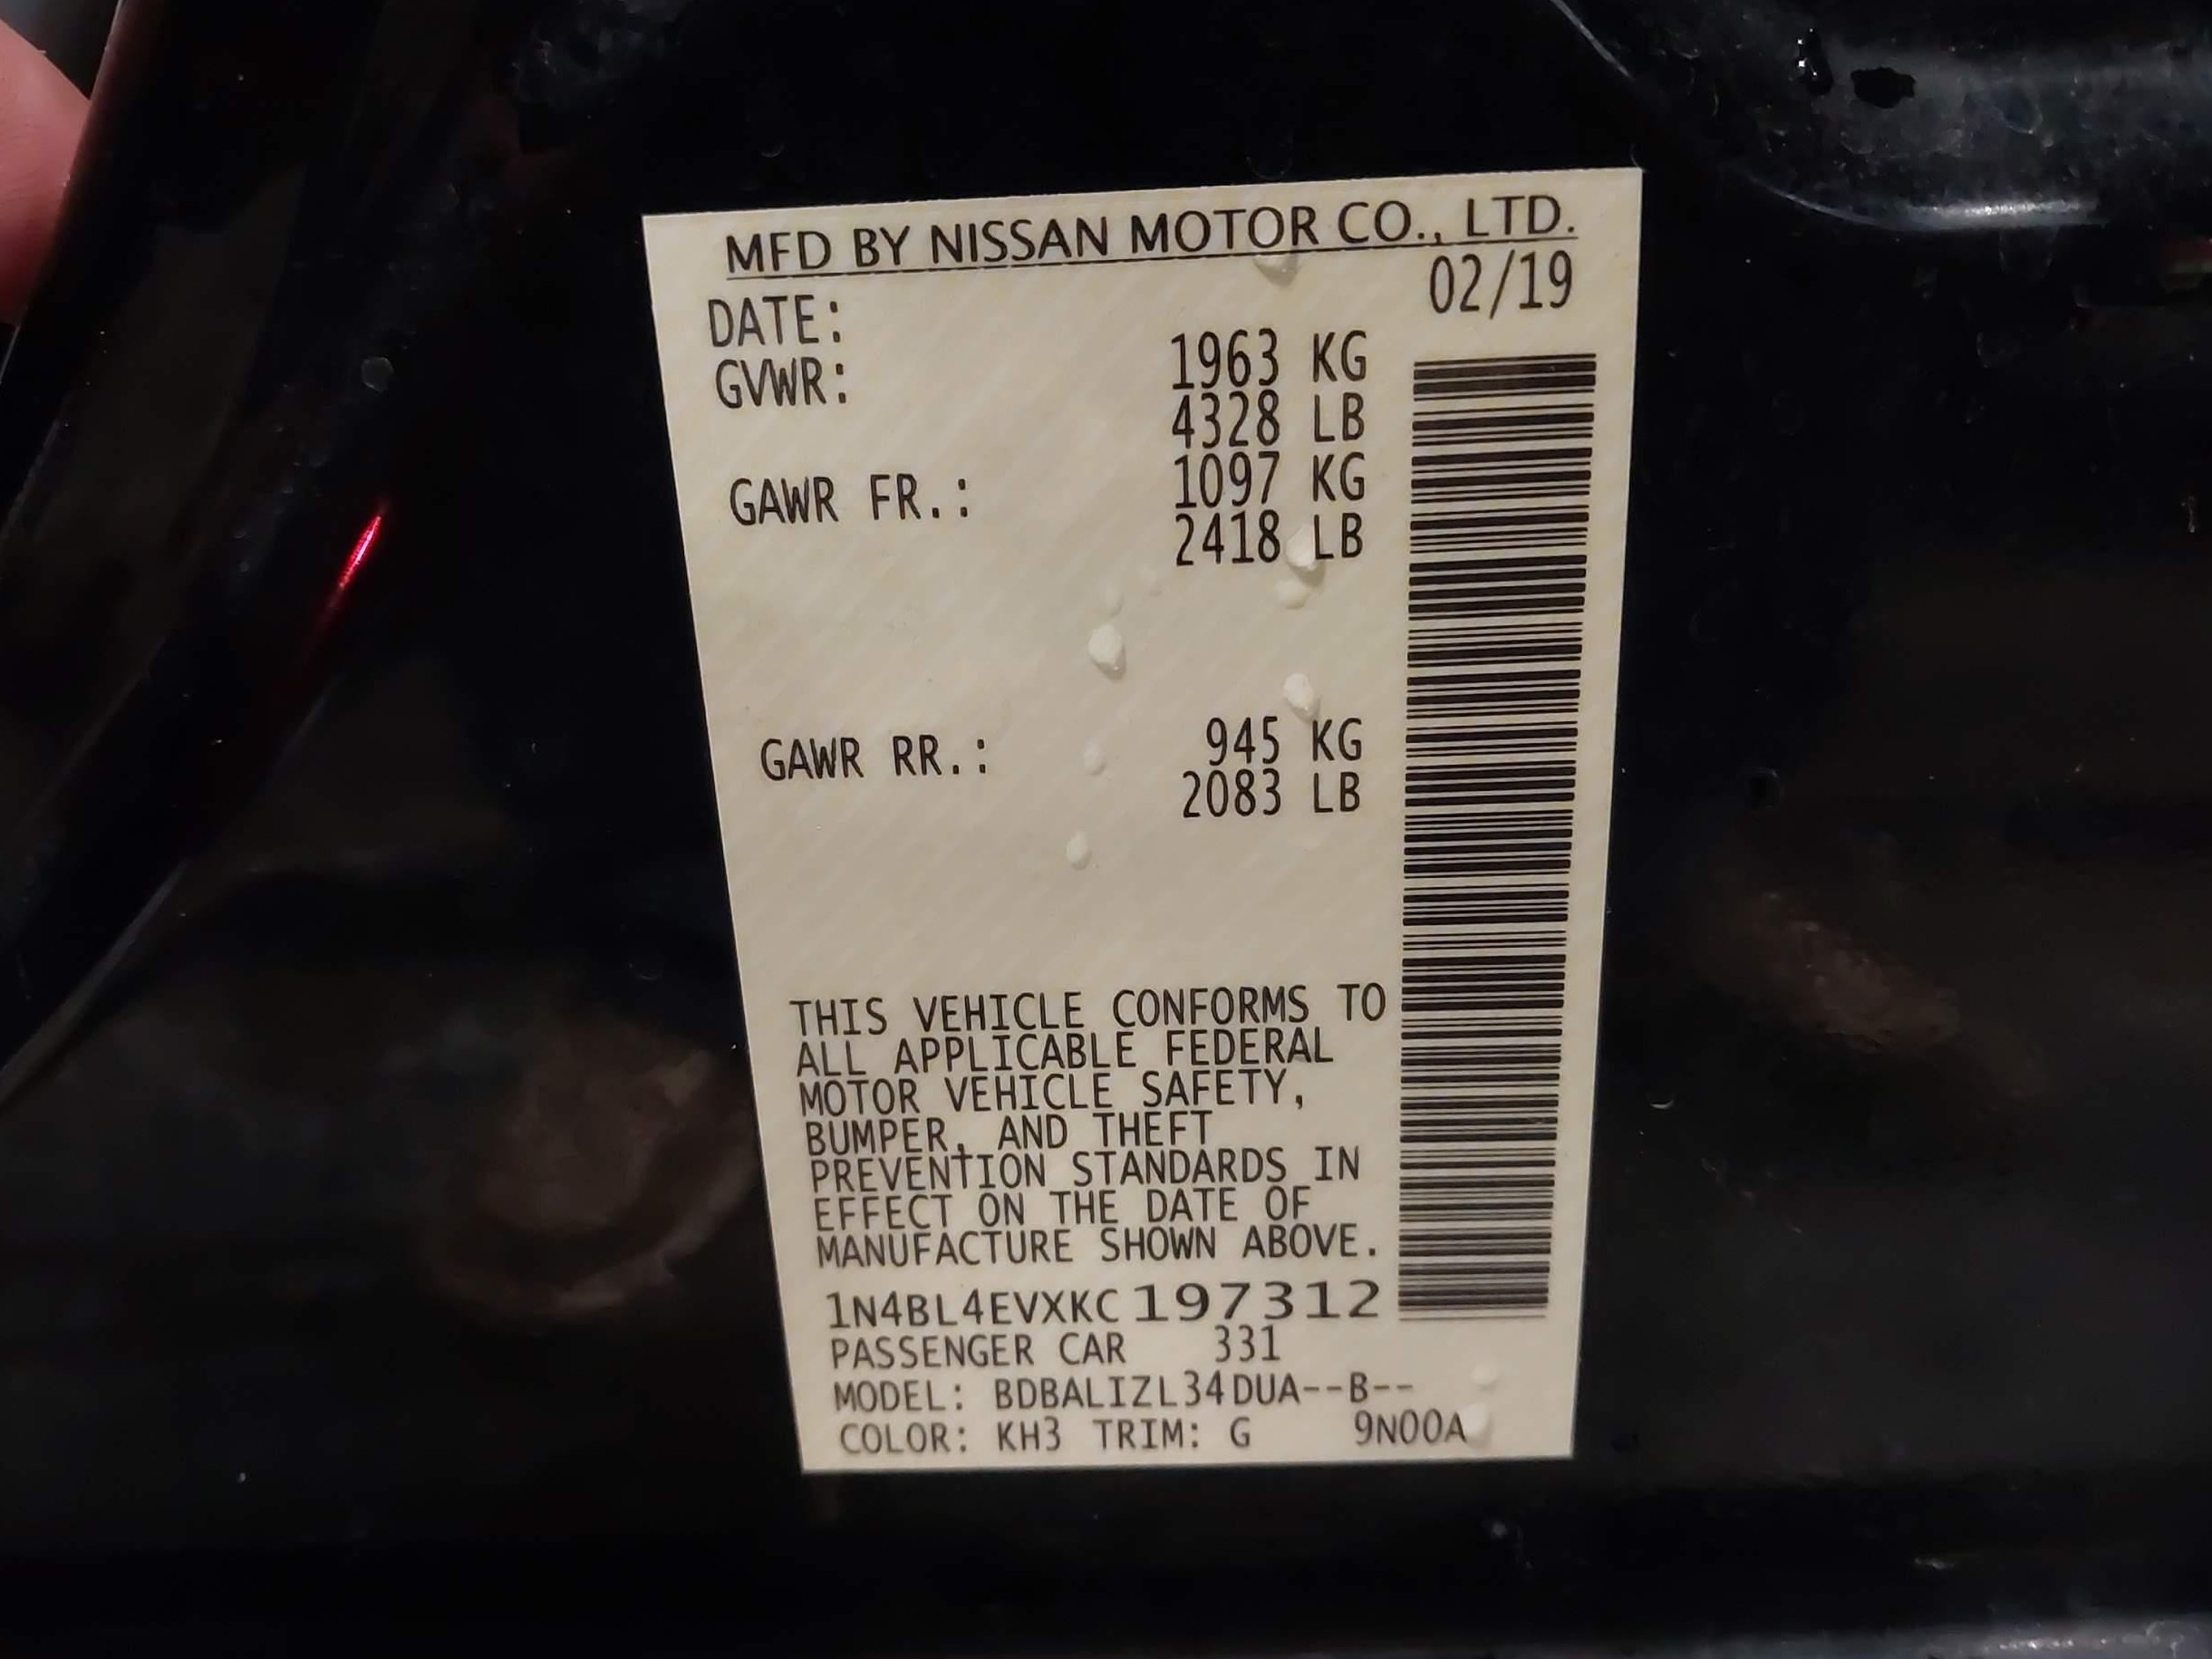 MFD BY NISSAN MOTOR CO., LTD.
DATE: 02/19
GVWR: 1963 KG
4328 LB
GAWR FR.: 1097 KG
2418 LB
GAWR RR.: 945 KG
2083 LB
THIS VEHICLE CONFORMS TO
ALL APPLICABLE FEDERAL
MOTOR VEHICLE SAFETY,
BUMPER, AND THEFT
PREVENTION STANDARDS IN
EFFECT ON THE DATE OF
MANUFACTURE SHOWN ABOVE.
1N4BL4EVXKC197312
PASSENGER CAR 331
MODEL: BDBALIZL34DUA--B--
COLOR: KH3 TRIM: G 9N00A